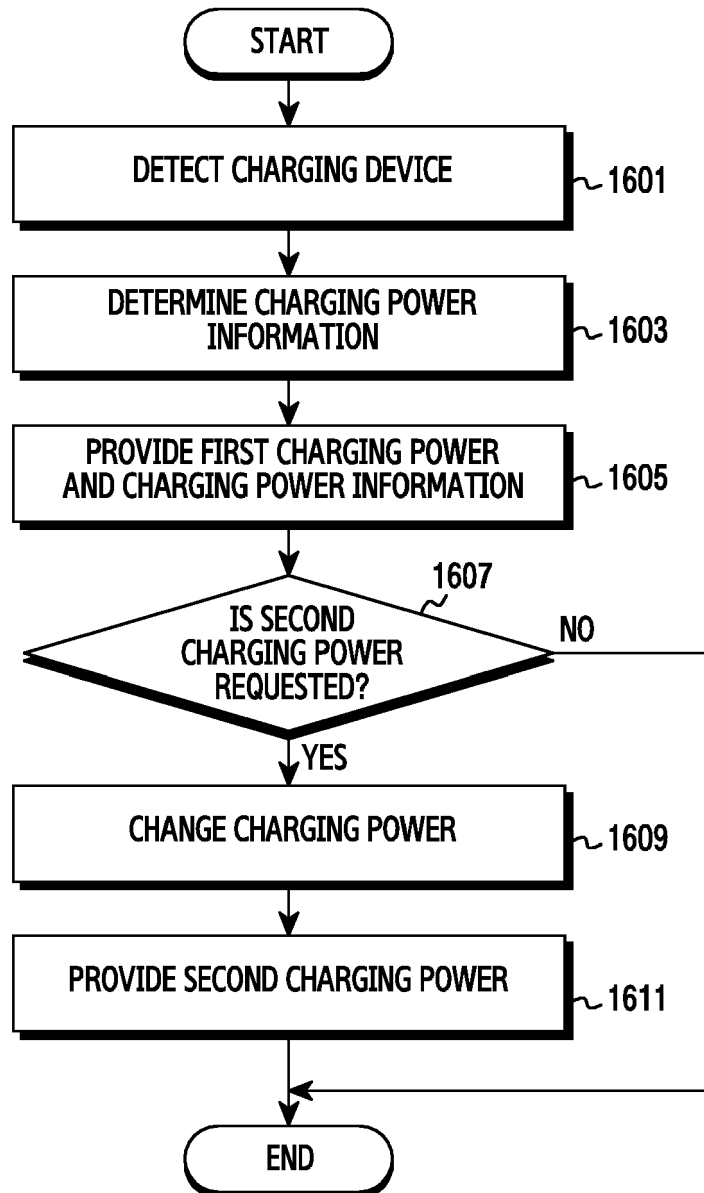 START
DETECT CHARGING DEVICE
1601
DETERMINE CHARGING POWER
INFORMATION
1603
PROVIDE FIRST CHARGING POWER
AND CHARGING POWER INFORMATION
1605
1607
IS SECOND
CHARGING POWER
REQUESTED?
NO
YES
CHANGE CHARGING POWER
1609
PROVIDE SECOND CHARGING POWER
1611
END